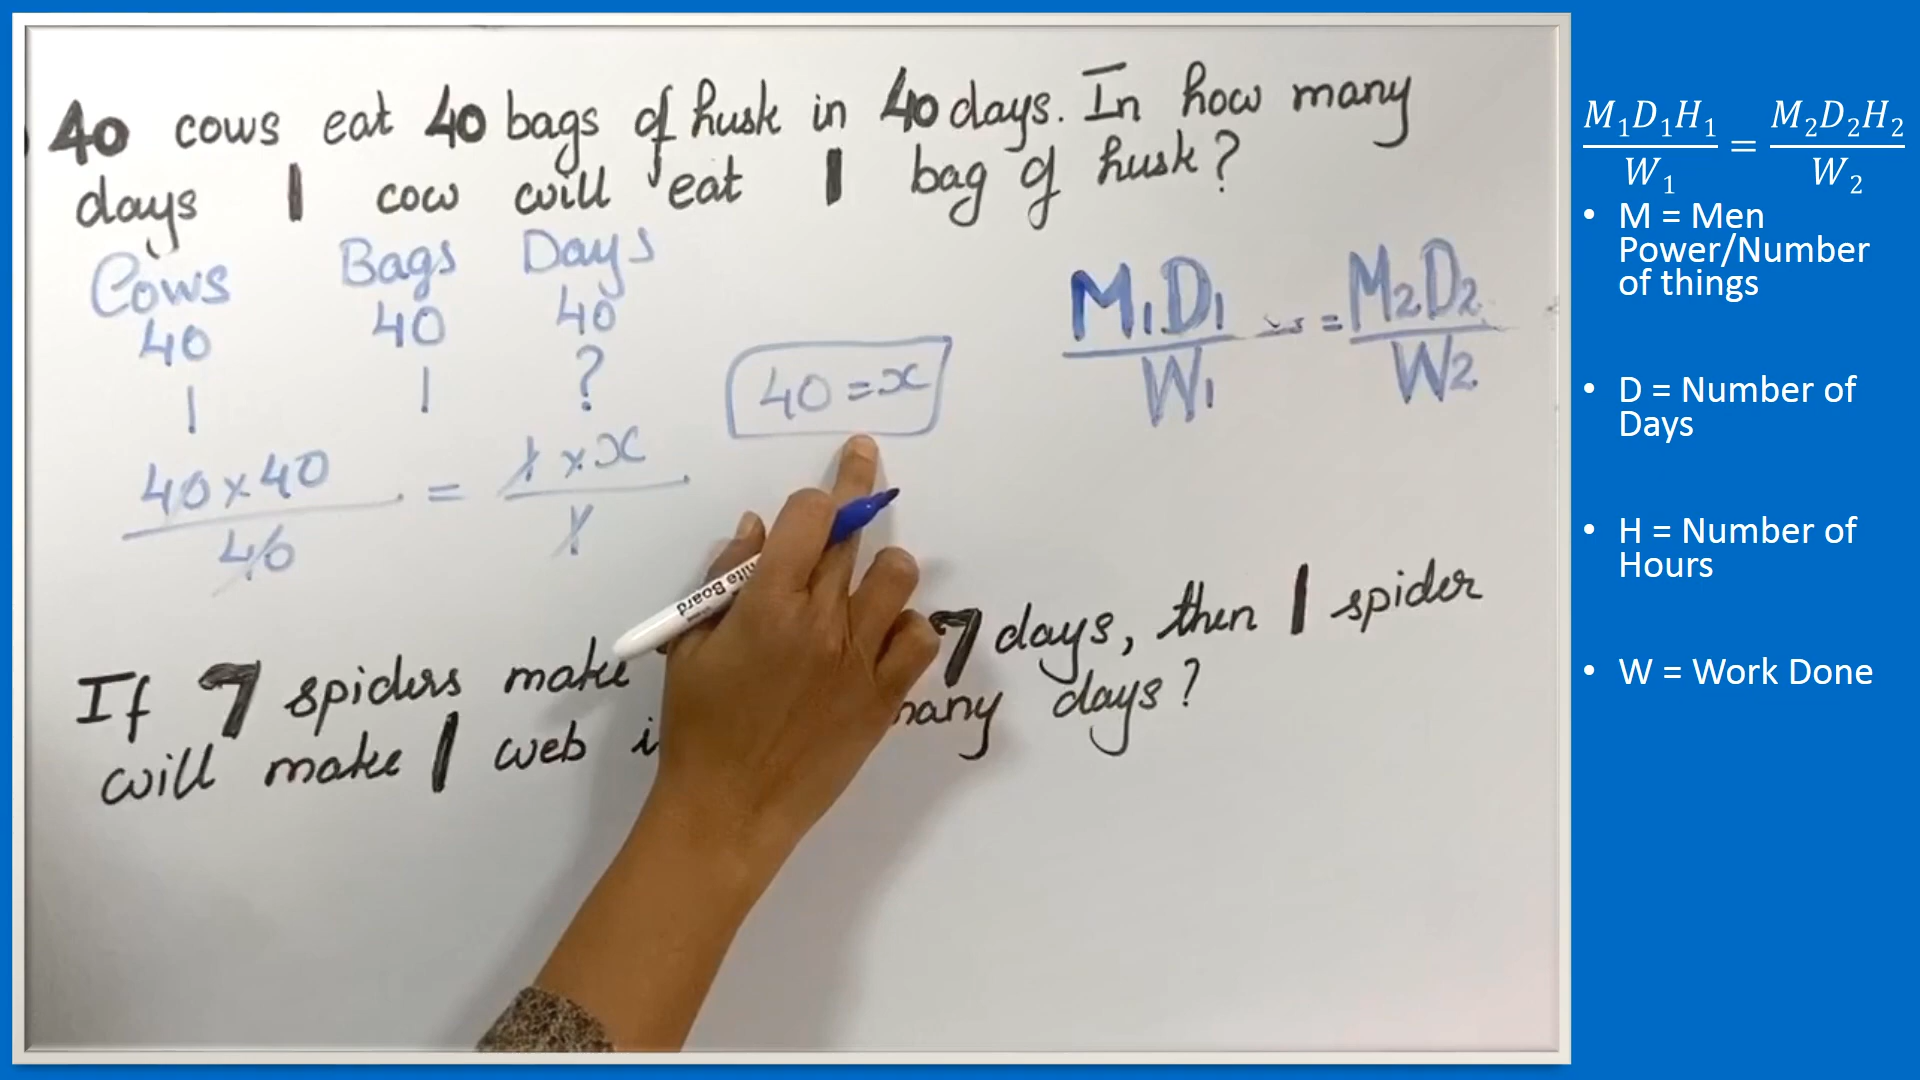 40 cows eat 40 bags of husk in 40 days. In how many
days 1 cow will eat 1 bag of husk?
Cows Bags Days
40 40 40
1 1 ?
40 x 40 / 40 = 1 x x / 1
40 = x
M1D1 / W1 = M2D2 / W2
If 7 spiders make 7 days, then 1 spider
will make 1 web many days?
White Board
M₁D₁H₁ / W₁ = M₂D₂H₂ / W₂
• M = Men
Power/Number
of things
• D = Number of
Days
• H = Number of
Hours
• W = Work Done